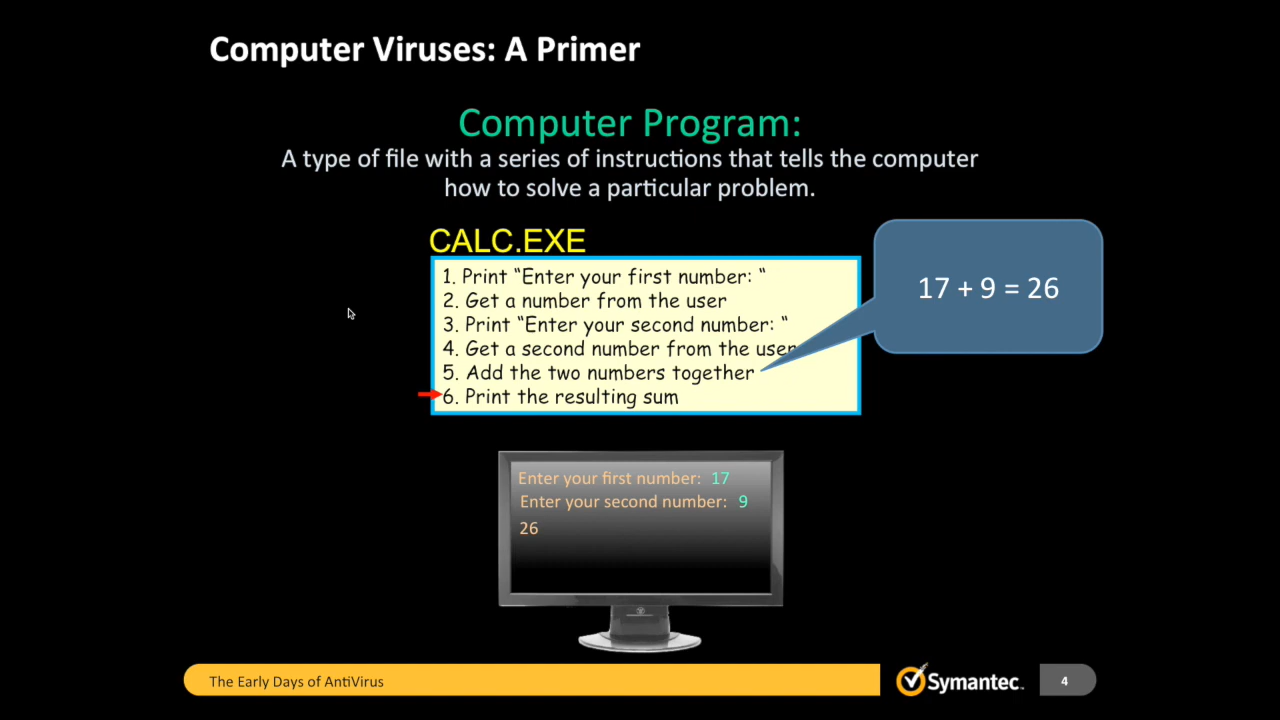 Computer Viruses: A Primer
Computer Program:
A type of file with a series of instructions that tells the computer
how to solve a particular problem.
CALC.EXE
1. Print “Enter your first number: “
2. Get a number from the user
3. Print “Enter your second number: “
4. Get a second number from the user
5. Add the two numbers together
6. Print the resulting sum
17 + 9 = 26
Enter your first number: 17
Enter your second number: 9
26
The Early Days of AntiVirus
Symantec.
4